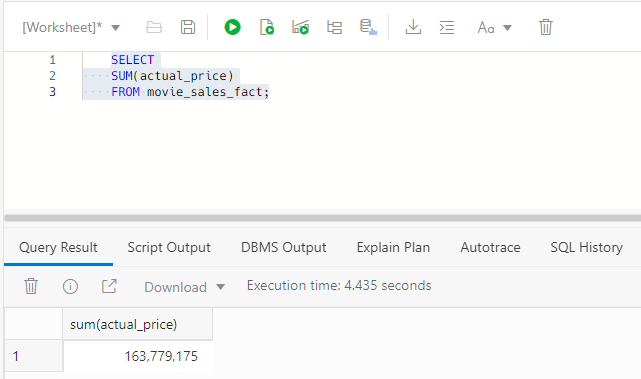 [Worksheet]*
Aa
1 SELECT
2 SUM(actual_price)
3 FROM movie_sales_fact;
Query Result Script Output DBMS Output Explain Plan Autotrace SQL History
Download Execution time: 4.435 seconds
sum(actual_price)
1 163,779,175